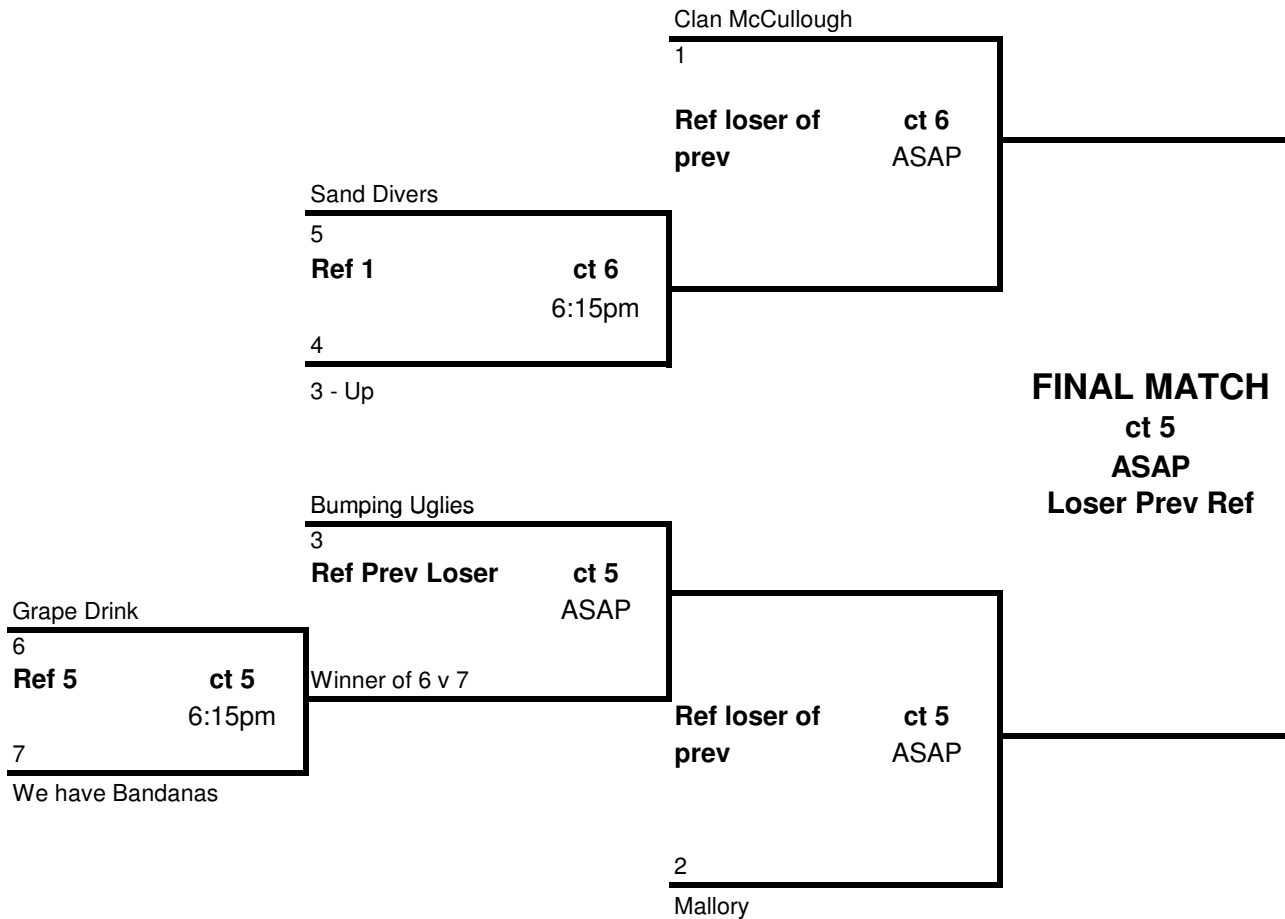 Clan McCullough
1
Ref loser of ct 6
prev ASAP
Sand Divers
5
Ref 1 ct 6
6:15pm
4
3 - Up
FINAL MATCH
ct 5
ASAP
Loser Prev Ref
Bumping Uglies
3
Ref Prev Loser ct 5
ASAP
Grape Drink
6
Ref 5 ct 5
6:15pm
Winner of 6 v 7
7
We have Bandanas
Ref loser of ct 5
prev ASAP
2
Mallory